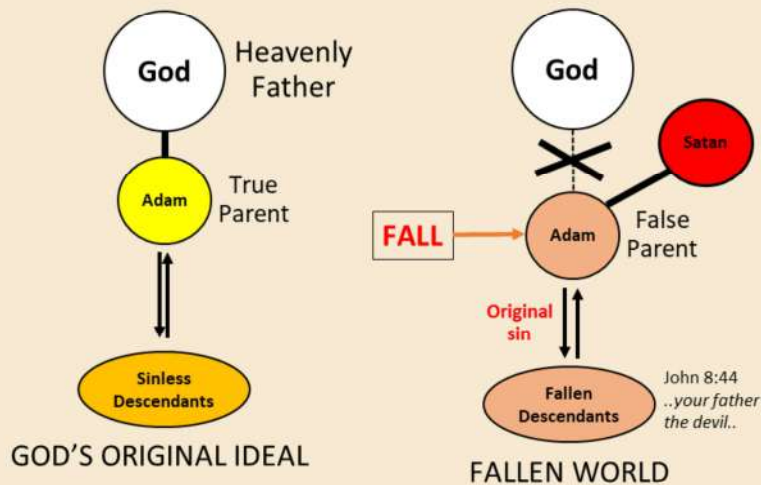 God
Heavenly
Father
Adam
True
Parent
Sinless
Descendants
GOD'S ORIGINAL IDEAL
God
Satan
FALL
Adam
False
Parent
Original
sin
Fallen
Descendants
John 8:44
..your father
the devil..
FALLEN WORLD